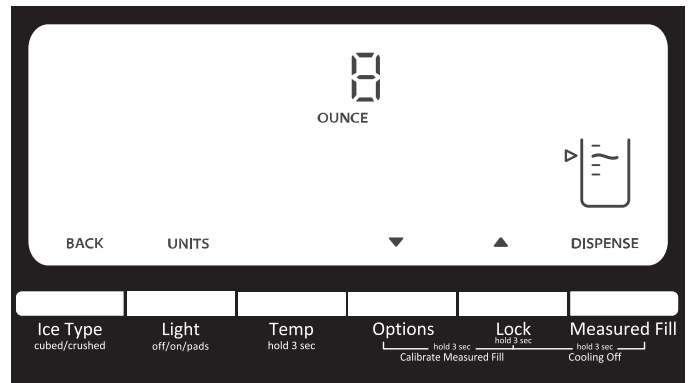 8
OUNCE
BACK UNITS DISPENSE
Ice Type Light Temp Options Lock Measured Fill
cubed/crushed off/on/pads hold 3 sec hold 3 sec
hold 3 sec hold 3 sec
Calibrate Measured Fill Cooling Off